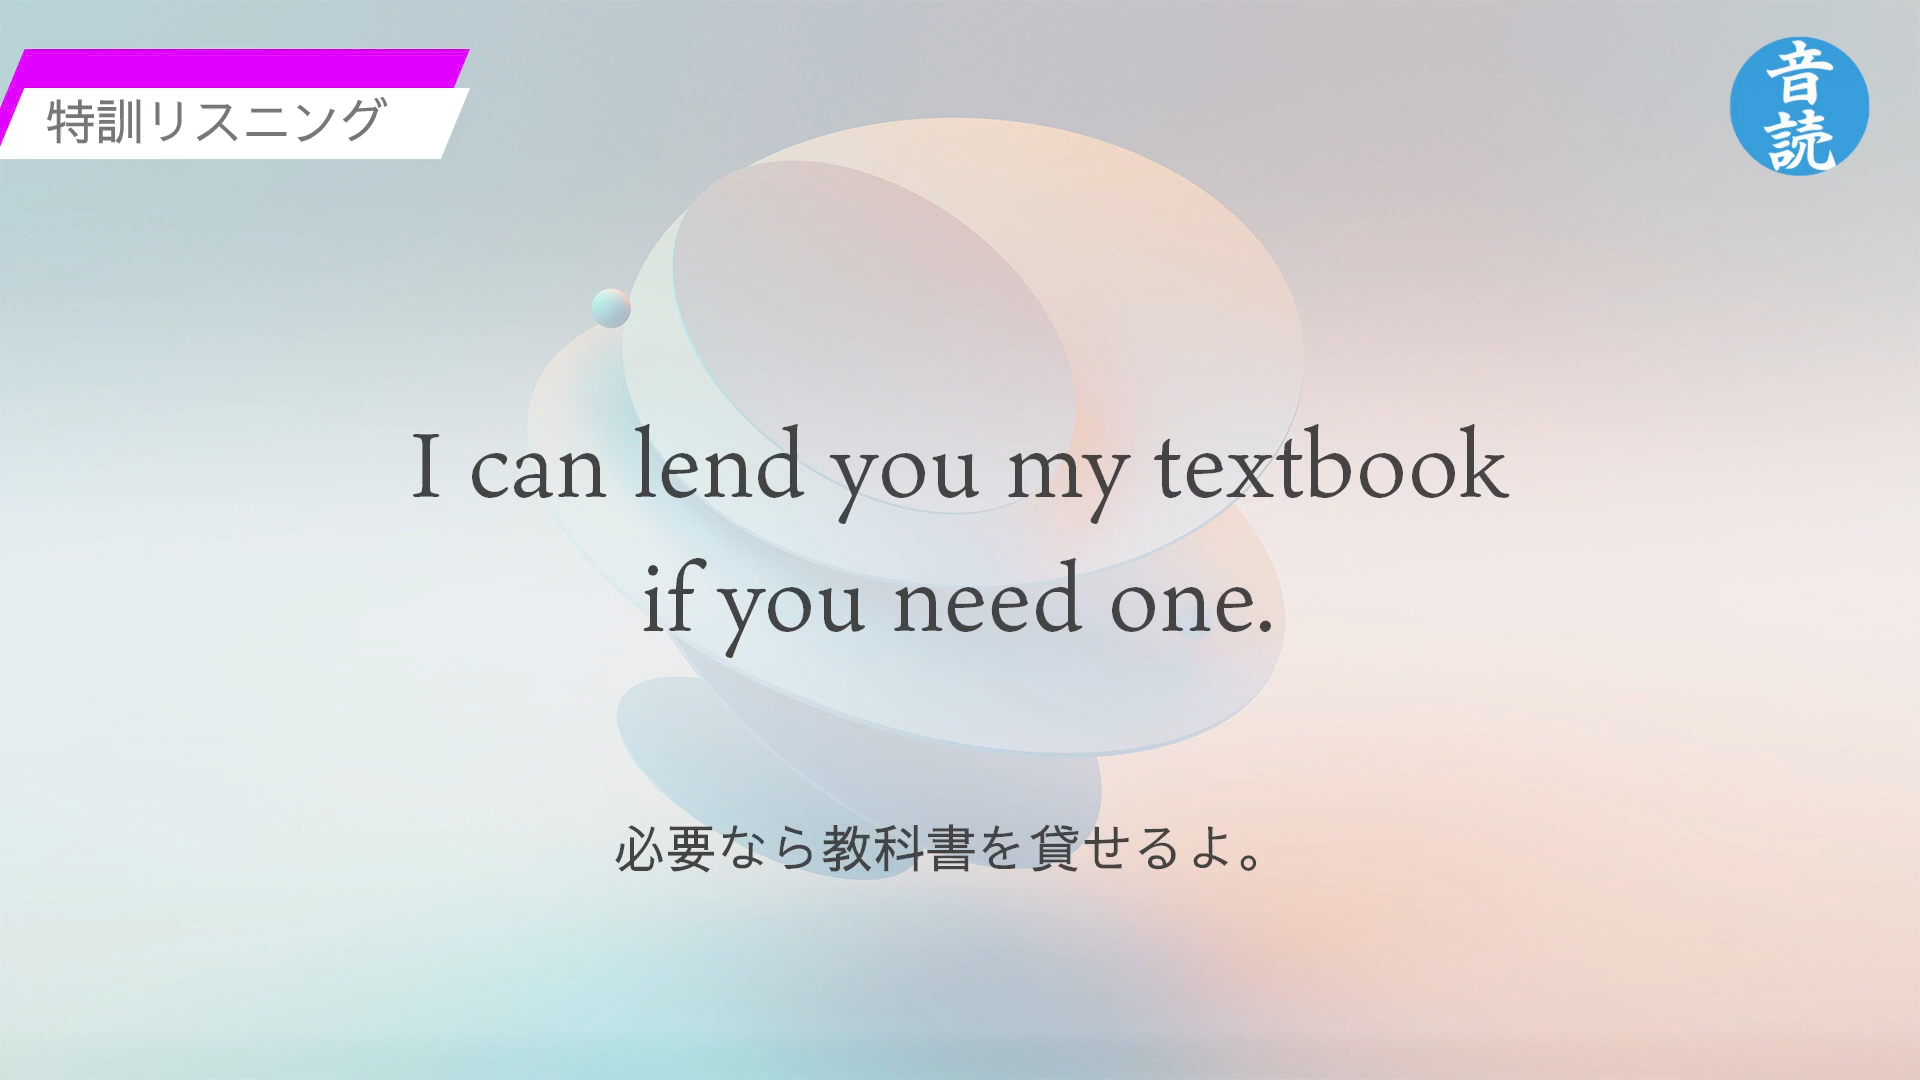 特訓リスニング
音読
I can lend you my textbook
if you need one.
必要なら教科書を貸せるよ。